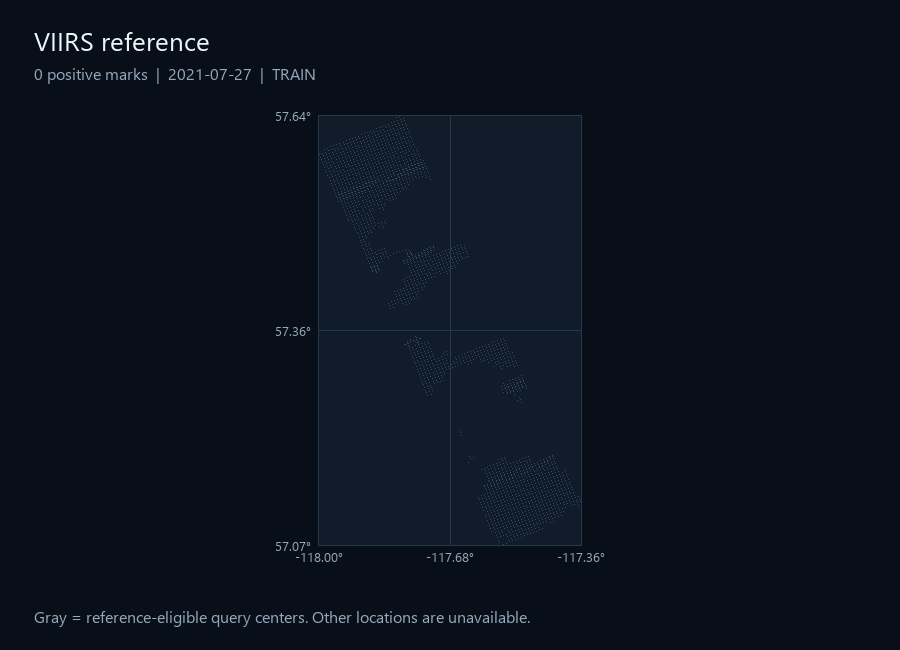 VIIRS reference
0 positive marks | 2021-07-27 | TRAIN
57.64°
57.36°
57.07°
-118.00° -117.68° -117.36°
Gray = reference-eligible query centers. Other locations are unavailable.